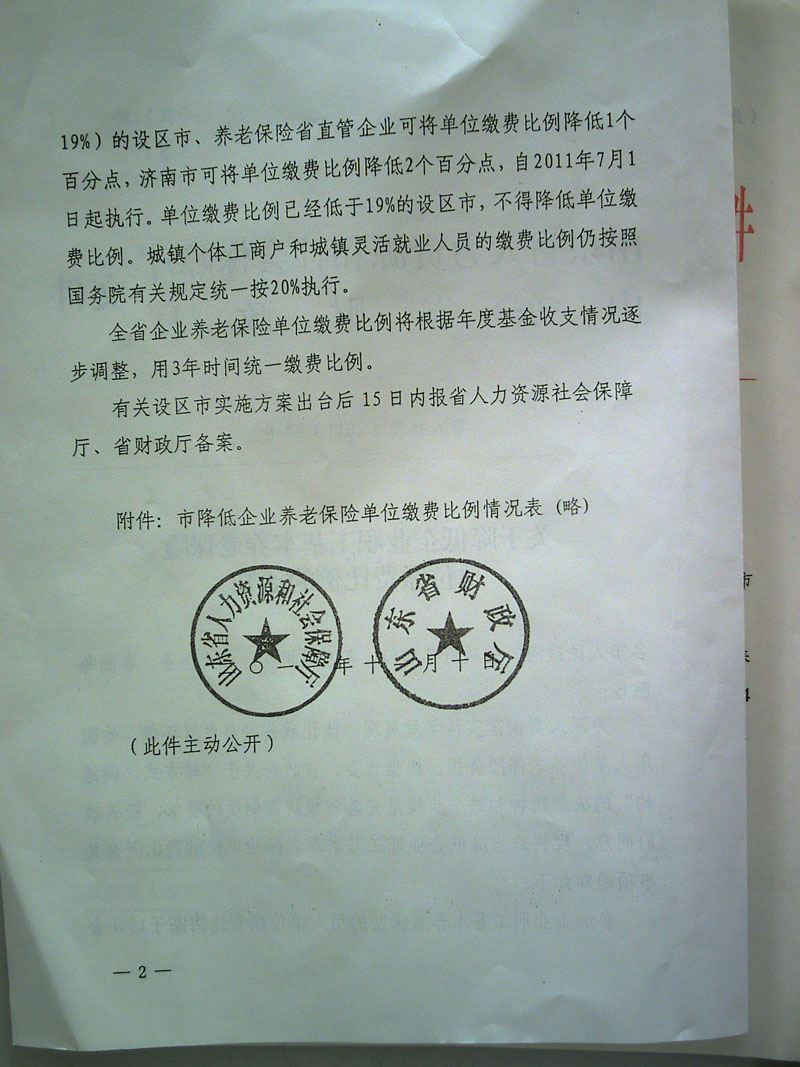 19%)的设区市、养老保险省直管企业可将单位缴费比例降低1个
百分点，济南市可将单位缴费比例降低2个百分点，自2011年7月1
日起执行。单位缴费比例已经低于19%的设区市，不得降低单位缴
费比例。城镇个体工商户和城镇灵活就业人员的缴费比例仍按照
国务院有关规定统一按20%执行。
全省企业养老保险单位缴费比例将根据年度基金收支情况逐
步调整，用3年时间统一缴费比例。
有关设区市实施方案出台后 15 日内报省人力资源社会保障
厅、省财政厅备案。
附件：市降低企业养老保险单位缴费比例情况表（略）
山东省人力资源和社会保障厅
山东省财政厅
〇一 年十 月十四
（此件主动公开）
— 2 —
件
市
4